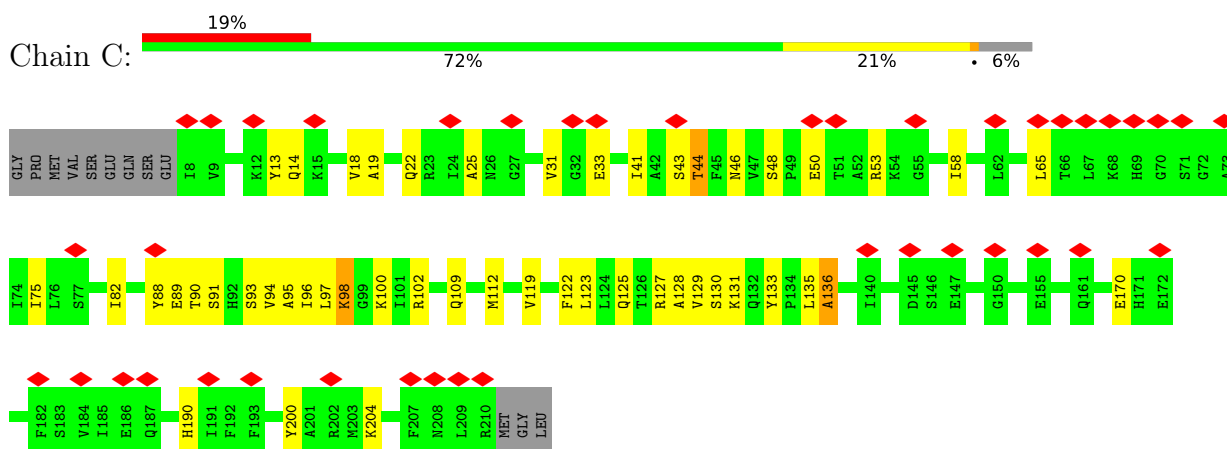 19%
Chain C:
72% 21% • 6%
GLY PRO MET VAL SER GLU GLU GLN SER GLU I8 V9 K12 Y13 Q14 K15 V18 A19 Q22 R23 I24 A25 N26 G27 V31 G32 E33 I41 A42 S43 T44 F45 N46 V47 S48 P49 E50 T51 A52 R53 K54 G55 I58 L62 L65 T66 L67 K68 H69 G70 S71 G72 A73
I74 I75 L76 S77 I82 Y88 E89 T90 S91 H92 S93 V94 A95 I96 L97 K98 G99 K100 I101 R102 Q109 M112 V119 F122 L123 L124 Q125 T126 R127 A128 V129 S130 K131 Q132 Y133 P134 L135 A136 I140 D145 S146 E147 G150 E155 Q161 E170 H171 E172
F182 S183 V184 I185 E186 Q187 H190 I191 F192 F193 Y200 A201 R202 M203 K204 F207 N208 L209 R210 MET GLY LEU